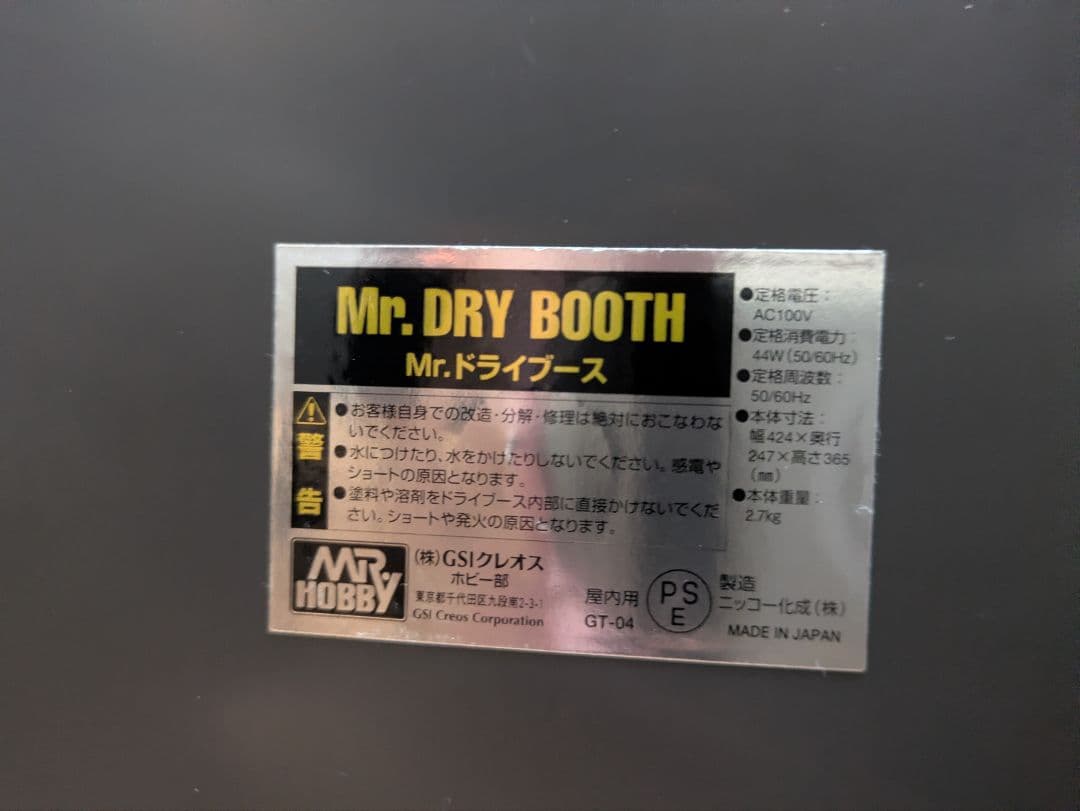 Mr. DRY BOOTH
Mr.ドライブース
警告
●お客様自身での改造・分解・修理は絶対におこなわな
いでください。
●水につけたり、水をかけたりしないでください。感電や
ショートの原因となります。
●塗料や溶剤をドライブース内部に直接かけないでくだ
さい。ショートや発火の原因となります。
●定格電圧：
AC100V
●定格消費電力：
44W(50/60Hz)
●定格周波数：
50/60Hz
●本体寸法：
幅424×奥行
247×高さ365
(㎜)
●本体重量：
2.7kg
MR. HOBBY
(株)GSIクレオス
ホビー部
東京都千代田区九段南2-3-1
GSI Creos Corporation
屋内用
GT-04
PS
E
製造
ニッコー化成(株)
MADE IN JAPAN